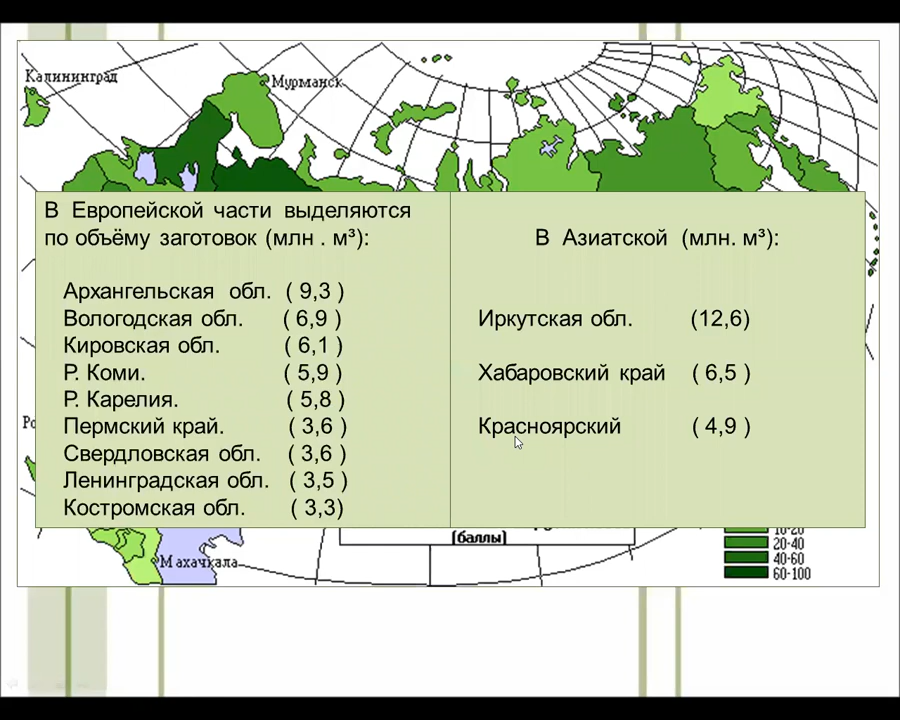 Калининград
Мурманск
В Европейской части выделяются
по объёму заготовок (млн . м³):
Архангельская обл. ( 9,3 )
Вологодская обл. ( 6,9 )
Кировская обл. ( 6,1 )
Р. Коми. ( 5,9 )
Р. Карелия. ( 5,8 )
Пермский край. ( 3,6 )
Свердловская обл. ( 3,6 )
Ленинградская обл. ( 3,5 )
Костромская обл. ( 3,3)
В Азиатской (млн. м³):
Иркутская обл. (12,6)
Хабаровский край ( 6,5 )
Красноярский ( 4,9 )
(баллы)
Махачкала
10-20
20-40
40-60
60-100